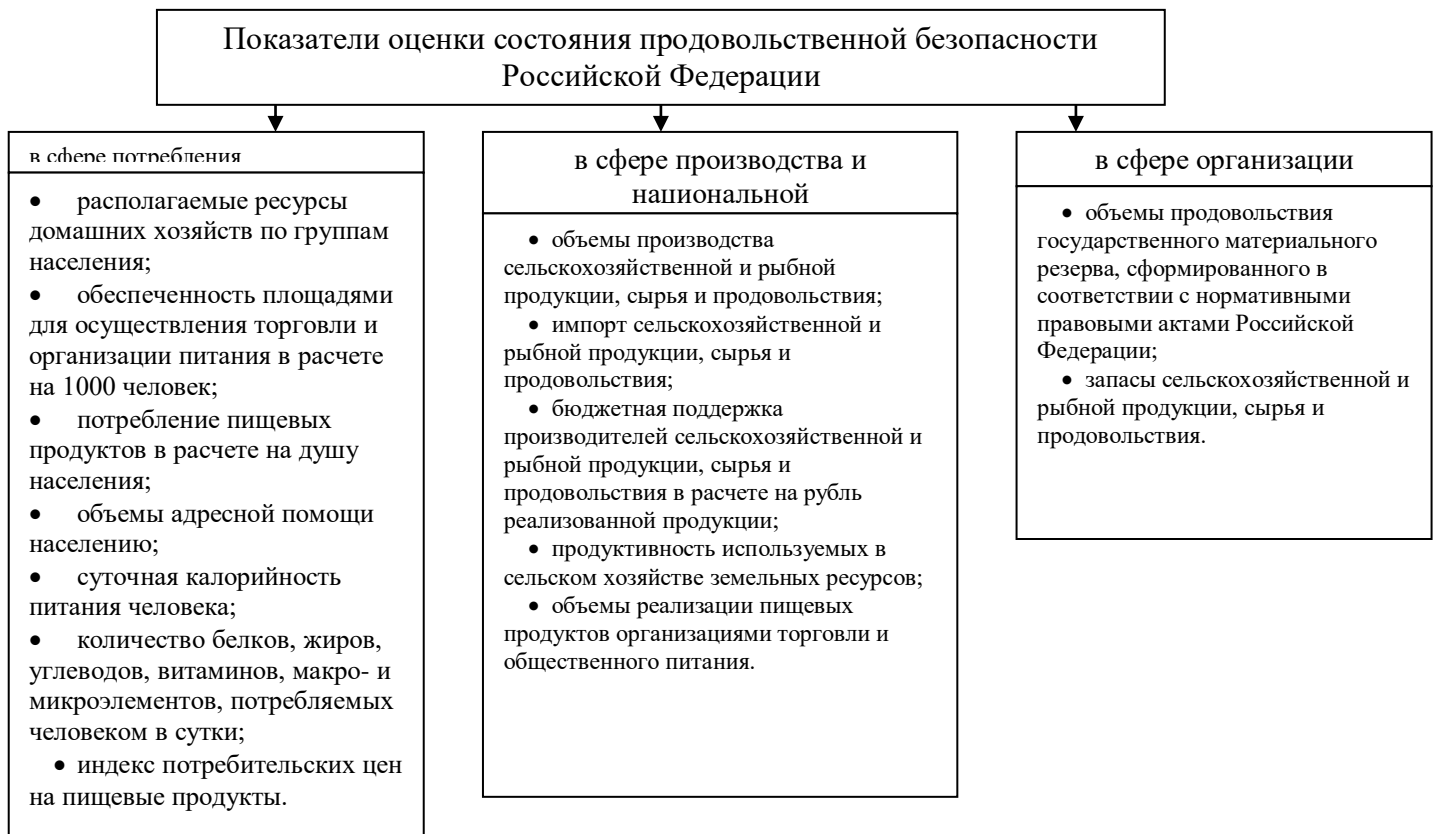 Показатели оценки состояния продовольственной безопасности
Российской Федерации
в сфере потребления
• располагаемые ресурсы
домашних хозяйств по группам
населения;
• обеспеченность площадями
для осуществления торговли и
организации питания в расчете
на 1000 человек;
• потребление пищевых
продуктов в расчете на душу
населения;
• объемы адресной помощи
населению;
• суточная калорийность
питания человека;
• количество белков, жиров,
углеводов, витаминов, макро- и
микроэлементов, потребляемых
человеком в сутки;
• индекс потребительских цен
на пищевые продукты.
в сфере производства и
национальной
• объемы производства
сельскохозяйственной и рыбной
продукции, сырья и продовольствия;
• импорт сельскохозяйственной и
рыбной продукции, сырья и
продовольствия;
• бюджетная поддержка
производителей сельскохозяйственной и
рыбной продукции, сырья и
продовольствия в расчете на рубль
реализованной продукции;
• продуктивность используемых в
сельском хозяйстве земельных ресурсов;
• объемы реализации пищевых
продуктов организациями торговли и
общественного питания.
в сфере организации
• объемы продовольствия
государственного материального
резерва, сформированного в
соответствии с нормативными
правовыми актами Российской
Федерации;
• запасы сельскохозяйственной и
рыбной продукции, сырья и
продовольствия.